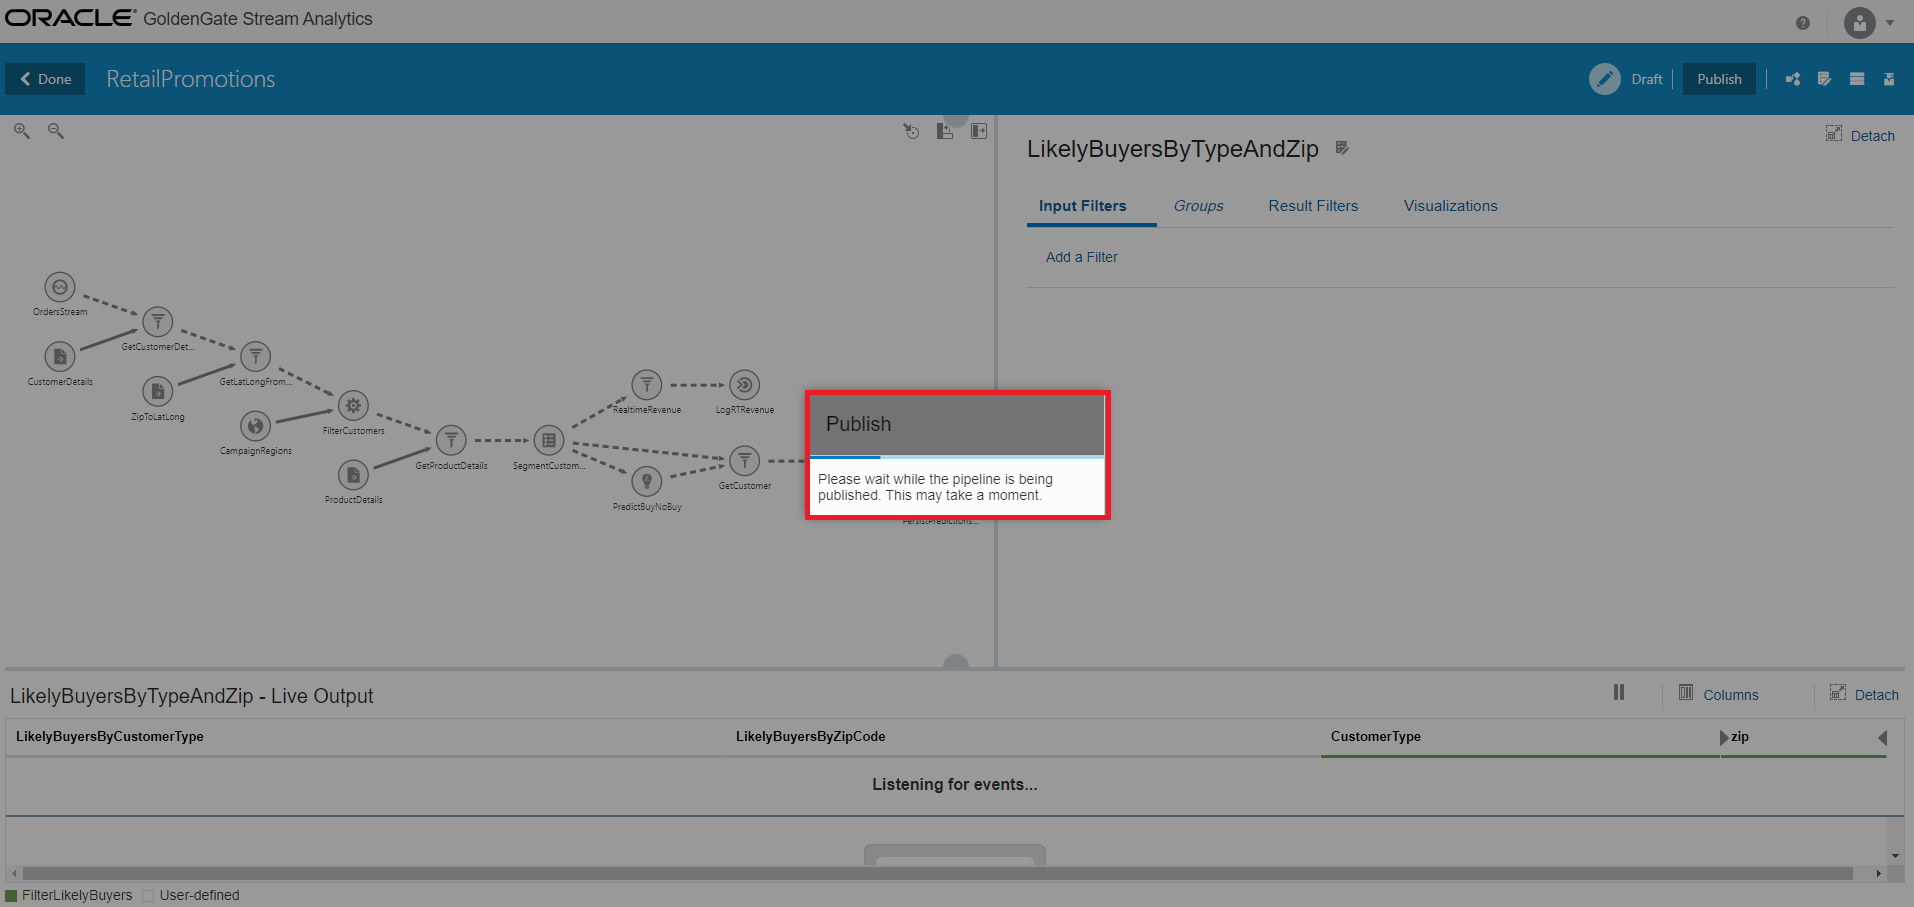 ORACLE GoldenGate Stream Analytics
Done
RetailPromotions
Draft
Publish
Detach
LikelyBuyersByTypeAndZip
Input Filters
Groups
Result Filters
Visualizations
Add a Filter
OrdersStream
GetCustomerDet...
CustomerDetails
GetLatLongFrom...
ZipToLatLong
FilterCustomers
CampaignRegions
GetProductDetails
ProductDetails
SegmentCustom...
RealtimeRevenue
LogRTRevenue
GetCustomer
PredictBuyNoBuy
PersistPredictions...
Publish
Please wait while the pipeline is being
published. This may take a moment.
LikelyBuyersByTypeAndZip - Live Output
Columns
Detach
LikelyBuyersByCustomerType
LikelyBuyersByZipCode
CustomerType
zip
Listening for events...
FilterLikelyBuyers
User-defined